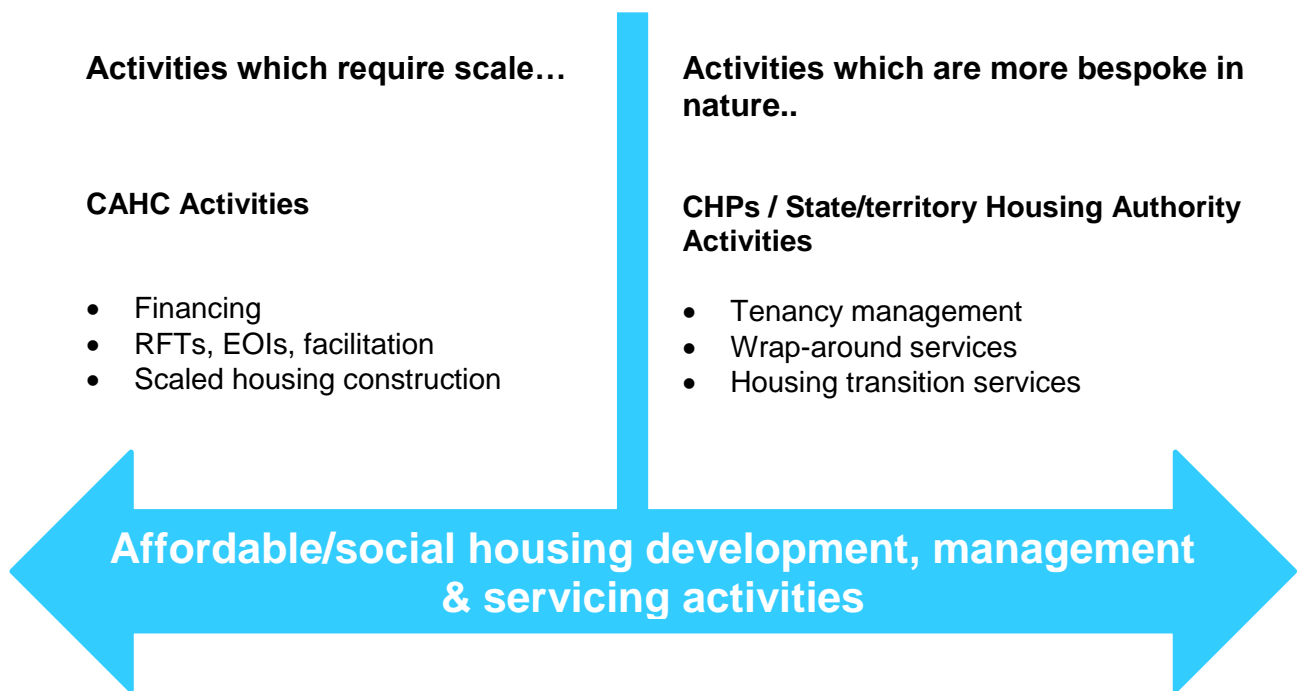 Activities which require scale…
Activities which are more bespoke in
nature..
CAHC Activities
CHPs / State/territory Housing Authority
Activities
• Financing
• RFTs, EOIs, facilitation
• Scaled housing construction
• Tenancy management
• Wrap-around services
• Housing transition services
Affordable/social housing development, management
& servicing activities